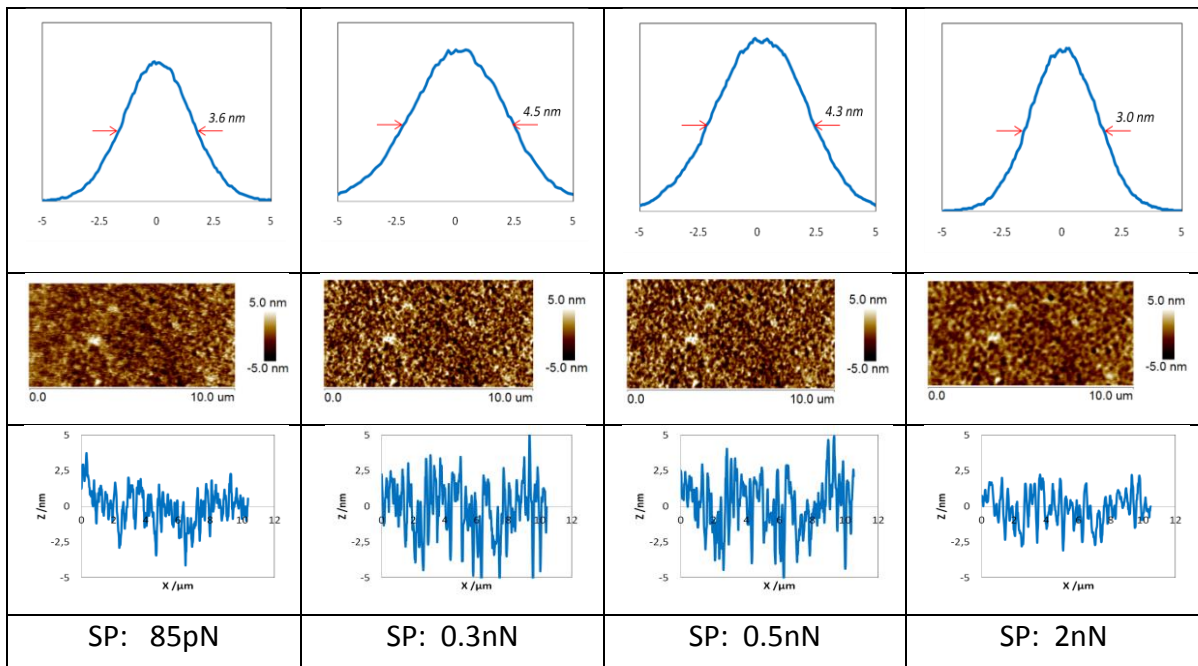 3.6 nm
-5 -2.5 0 2.5 5
4.5 nm
-5 -2.5 0 2.5 5
4.3 nm
-5 -2.5 0 2.5 5
3.0 nm
-5 -2.5 0 2.5 5
5.0 nm
-5.0 nm
0.0 10.0 um
5.0 nm
-5.0 nm
0.0 10.0 um
5.0 nm
-5.0 nm
0.0 10.0 um
5.0 nm
-5.0 nm
0.0 10.0 um
5
2,5
0
-2,5
-5
Z /nm
0 2 4 6 8 10 12
X /µm
5
2,5
0
-2,5
-5
Z /nm
0 2 4 6 8 10 12
X /µm
5
2,5
0
-2,5
-5
Z /nm
0 2 4 6 8 10 12
X /µm
5
2,5
0
-2,5
-5
Z /nm
0 2 4 6 8 10 12
X /µm
SP: 85pN
SP: 0.3nN
SP: 0.5nN
SP: 2nN